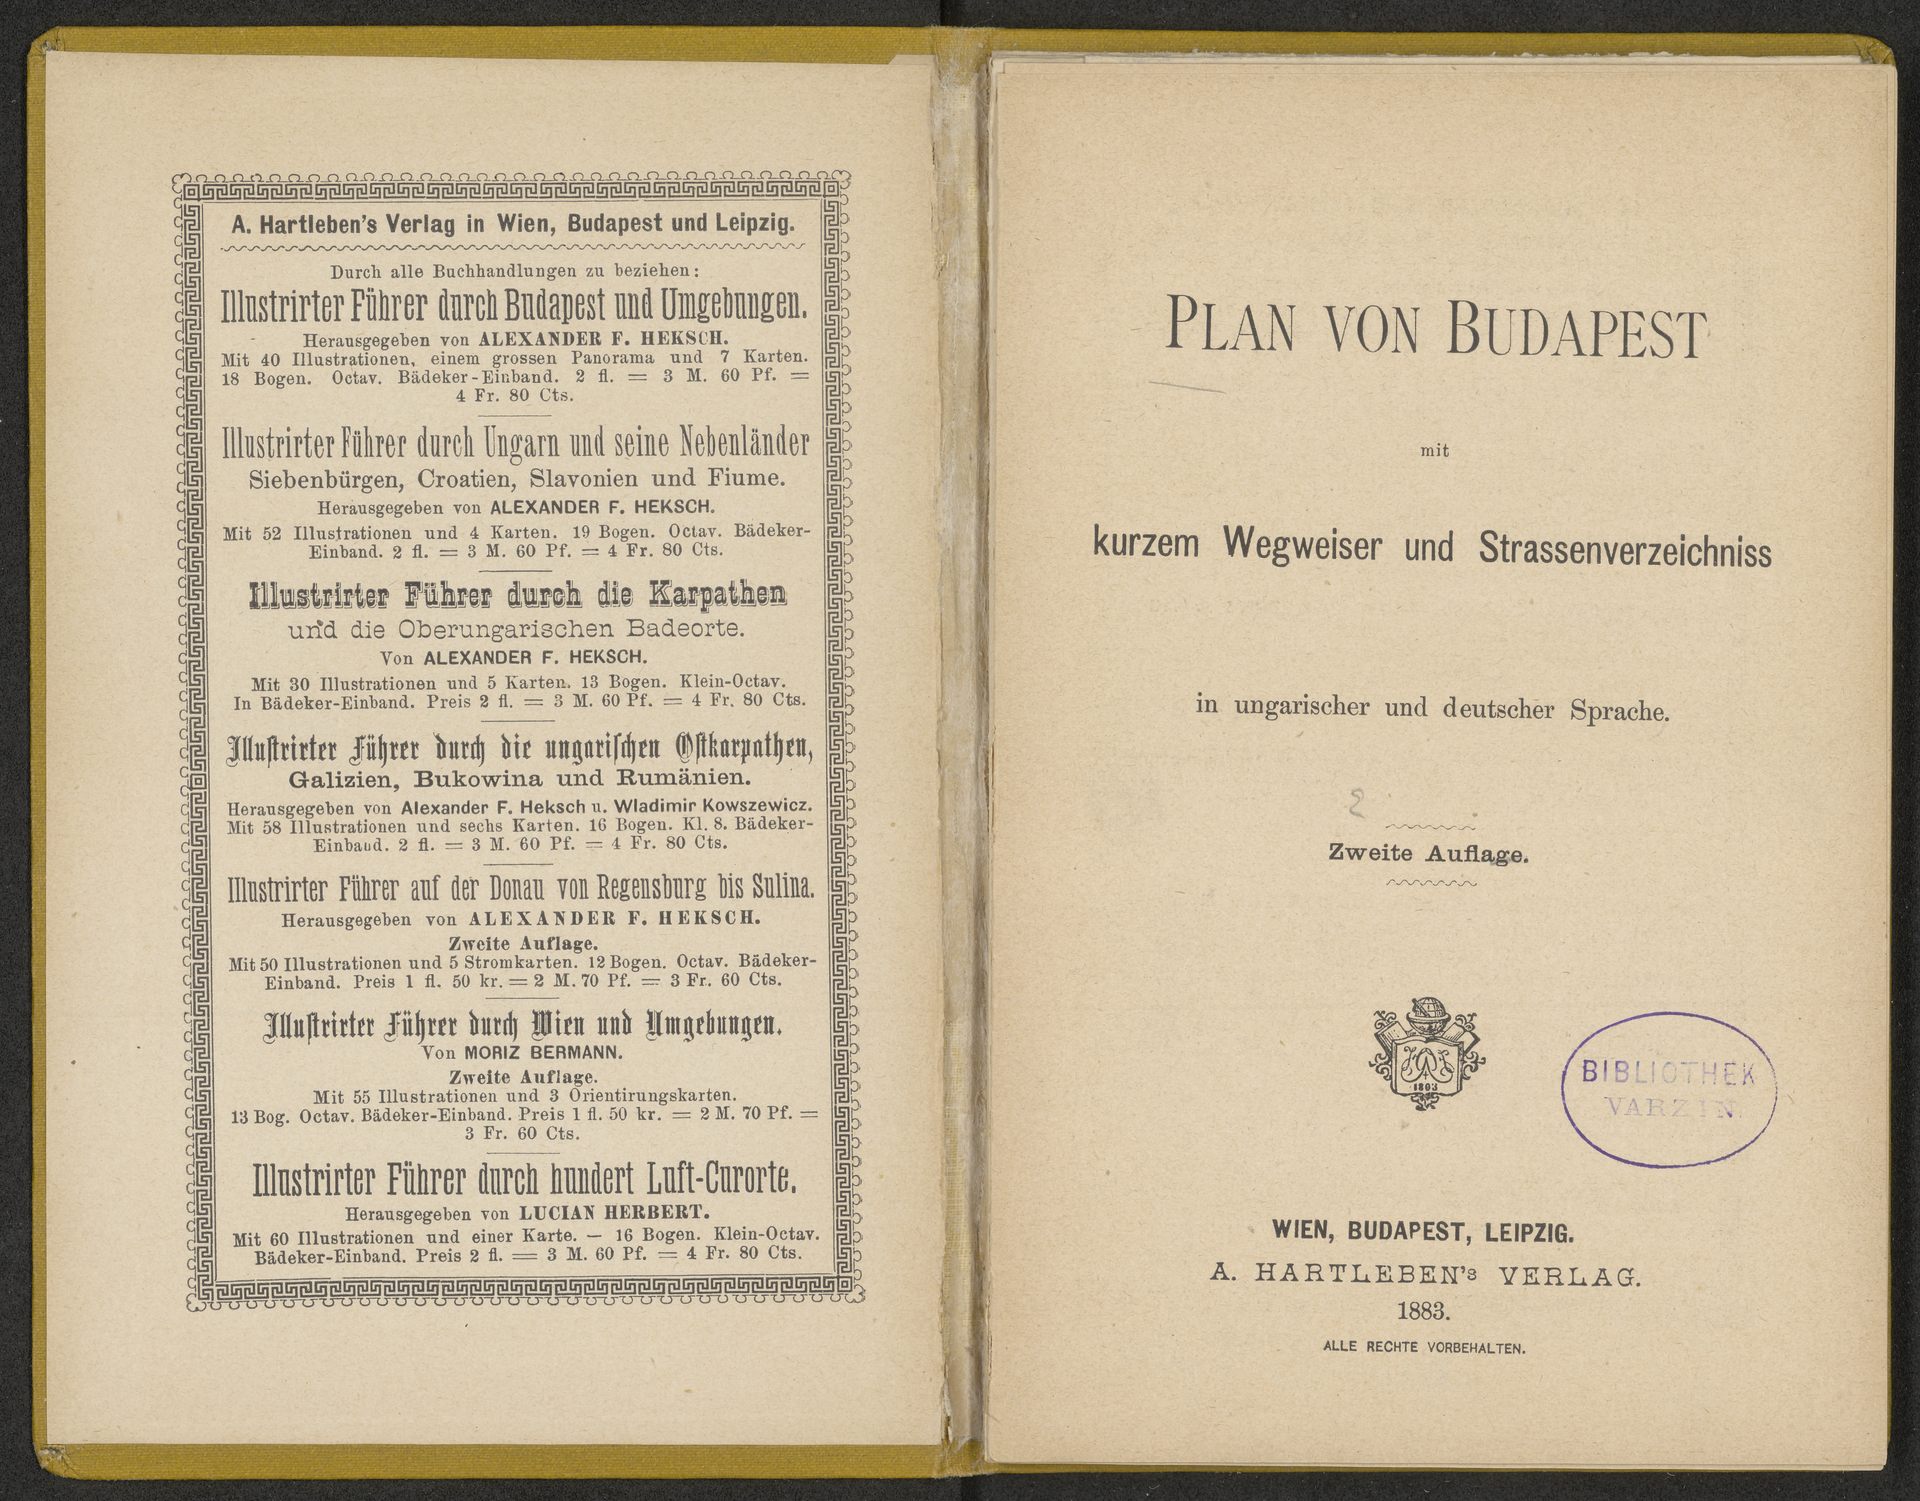 A. Hartleben's Verlag in Wien, Budapest und Leipzig.
Durch alle Buchhandlungen zu beziehen:
Illustrirter Führer durch Budapest und Umgebungen.
Herausgegeben von ALEXANDER F. HEKSCH.
Mit 40 Illustrationen, einem grossen Panorama und 7 Karten.
18 Bogen. Octav. Bädeker-Einband. 2 fl. = 3 M. 60 Pf. =
4 Fr. 80 Cts.
Illustrirter Führer durch Ungarn und seine Nebenländer
Siebenbürgen, Croatien, Slavonien und Fiume.
Herausgegeben von ALEXANDER F. HEKSCH.
Mit 52 Illustrationen und 4 Karten. 19 Bogen. Octav. Bädeker-
Einband. 2 fl. = 3 M. 60 Pf. = 4 Fr. 80 Cts.
Illustrirter Führer durch die Karpathen
und die Oberungarischen Badeorte.
Von ALEXANDER F. HEKSCH.
Mit 30 Illustrationen und 5 Karten. 13 Bogen. Klein-Octav.
In Bädeker-Einband. Preis 2 fl. = 3 M. 60 Pf. = 4 Fr. 80 Cts.
Illustrirter Führer durch die ungarischen Ostkarpathen,
Galizien, Bukowina und Rumänien.
Herausgegeben von Alexander F. Heksch u. Wladimir Kowszewicz.
Mit 58 Illustrationen und sechs Karten. 16 Bogen. Kl. 8. Bädeker-
Einband. 2 fl. = 3 M. 60 Pf. = 4 Fr. 80 Cts.
Illustrirter Führer auf der Donau von Regensburg bis Sulina.
Herausgegeben von ALEXANDER F. HEKSCH.
Zweite Auflage.
Mit 50 Illustrationen und 5 Stromkarten. 12 Bogen. Octav. Bädeker-
Einband. Preis 1 fl. 50 kr. = 2 M. 70 Pf. = 3 Fr. 60 Cts.
Illustrirter Führer durch Wien und Umgebungen.
Von MORIZ BERMANN.
Zweite Auflage.
Mit 55 Illustrationen und 3 Orientirungskarten.
13 Bog. Octav. Bädeker-Einband. Preis 1 fl. 50 kr. = 2 M. 70 Pf. =
3 Fr. 60 Cts.
Illustrirter Führer durch hundert Luft-Curorte.
Herausgegeben von LUCIAN HERBERT.
Mit 60 Illustrationen und einer Karte. — 16 Bogen. Klein-Octav.
Bädeker-Einband. Preis 2 fl. = 3 M. 60 Pf. = 4 Fr. 80 Cts.
PLAN VON BUDAPEST
mit
kurzem Wegweiser und Strassenverzeichniss
in ungarischer und deutscher Sprache.
Zweite Auflage.
1803
BIBLIOTHEK
VARZIN.
WIEN, BUDAPEST, LEIPZIG.
A. HARTLEBEN's VERLAG.
1883.
ALLE RECHTE VORBEHALTEN.